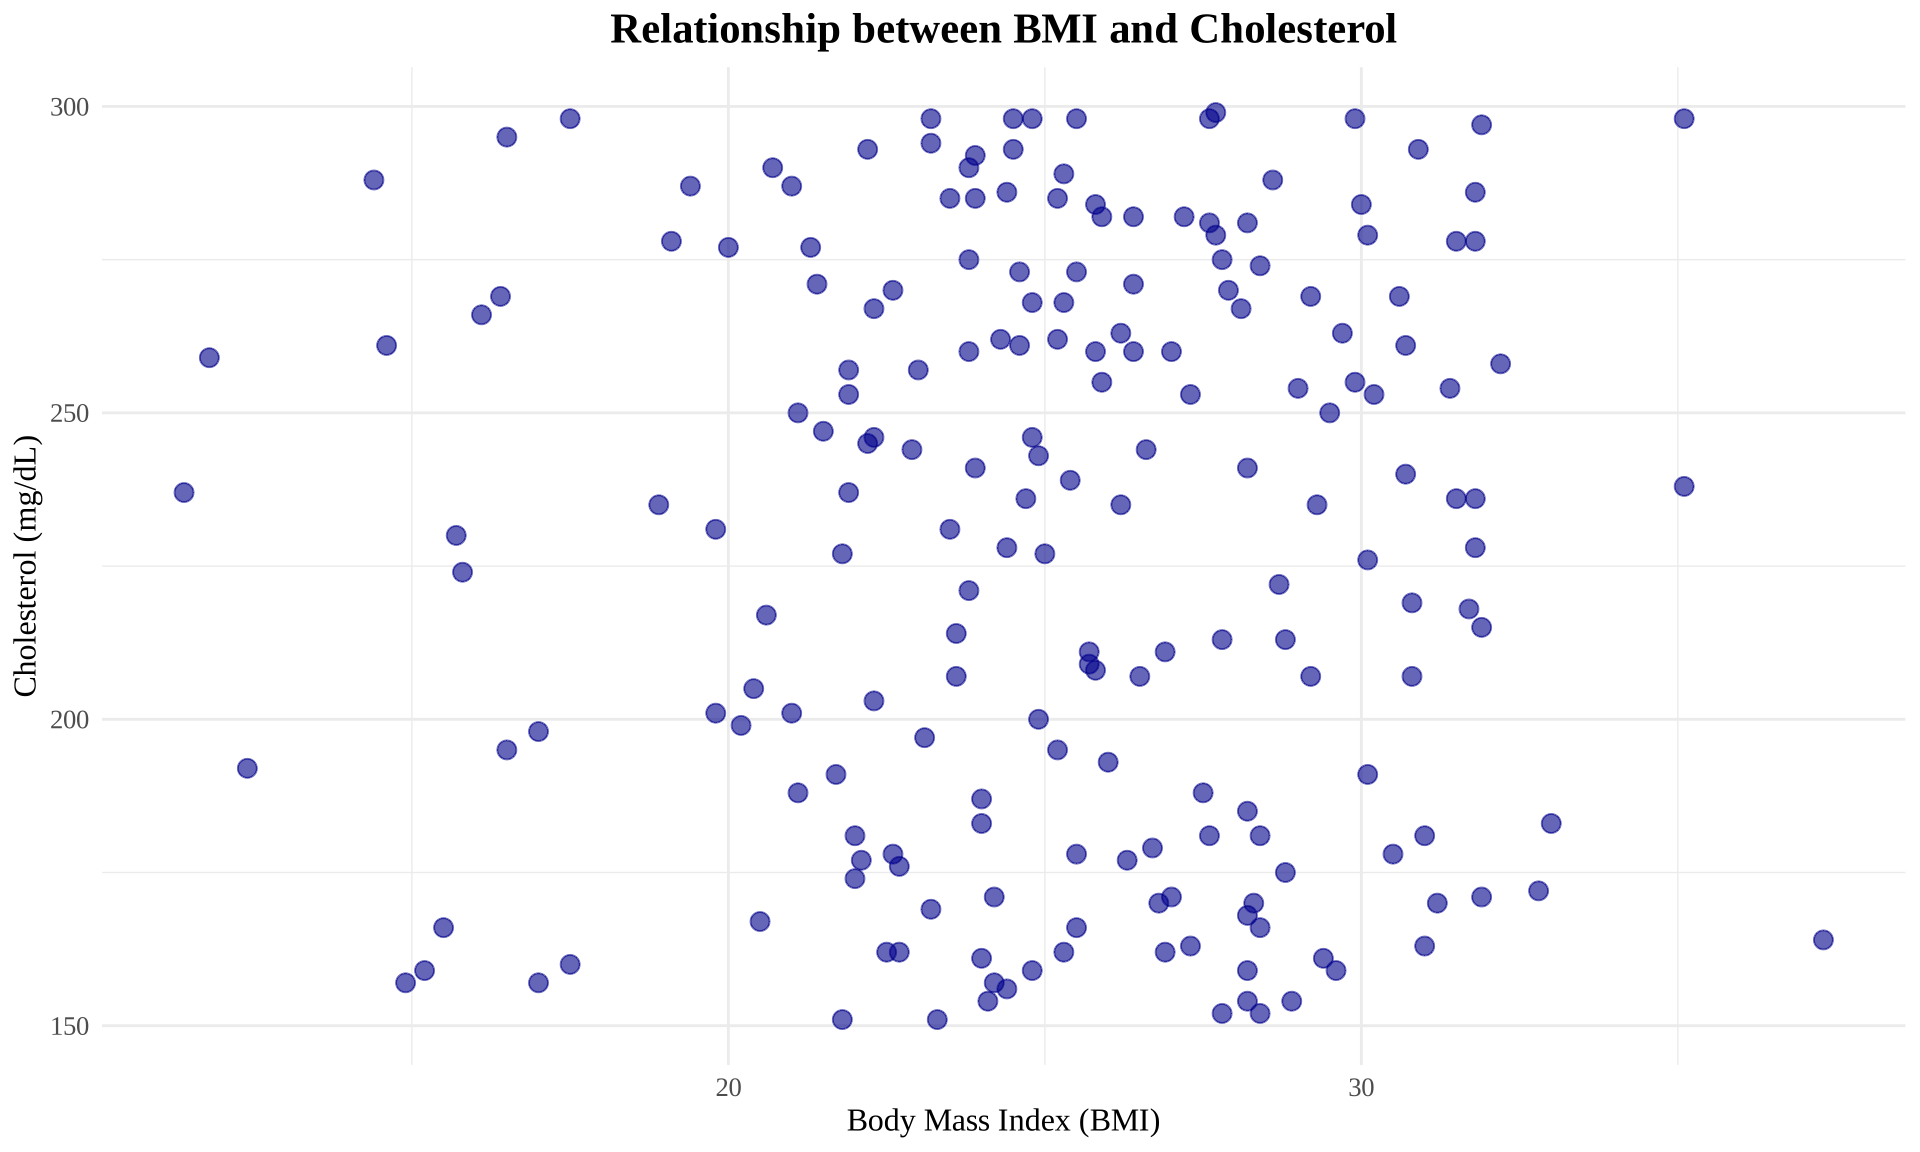 Relationship between BMI and Cholesterol
Cholesterol (mg/dL)
300
250
200
150
20
30
Body Mass Index (BMI)